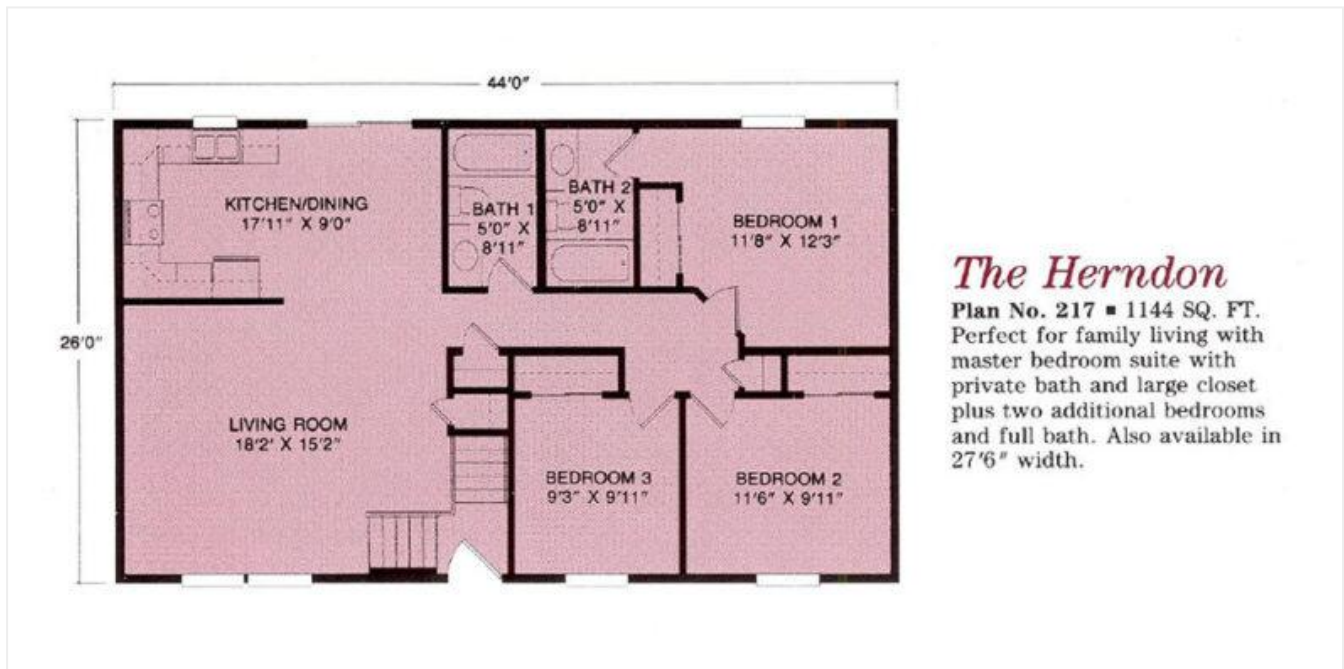 44'0"
26'0"
KITCHEN/DINING
17'11" X 9'0"
BATH 1
5'0" X
8'11"
BATH 2
5'0" X
8'11"
BEDROOM 1
11'8" X 12'3"
LIVING ROOM
18'2' X 15'2"
BEDROOM 3
9'3" X 9'11"
BEDROOM 2
11'6" X 9'11"
The Herndon
Plan No. 217 ▪ 1144 SQ. FT.
Perfect for family living with
master bedroom suite with
private bath and large closet
plus two additional bedrooms
and full bath. Also available in
27'6" width.